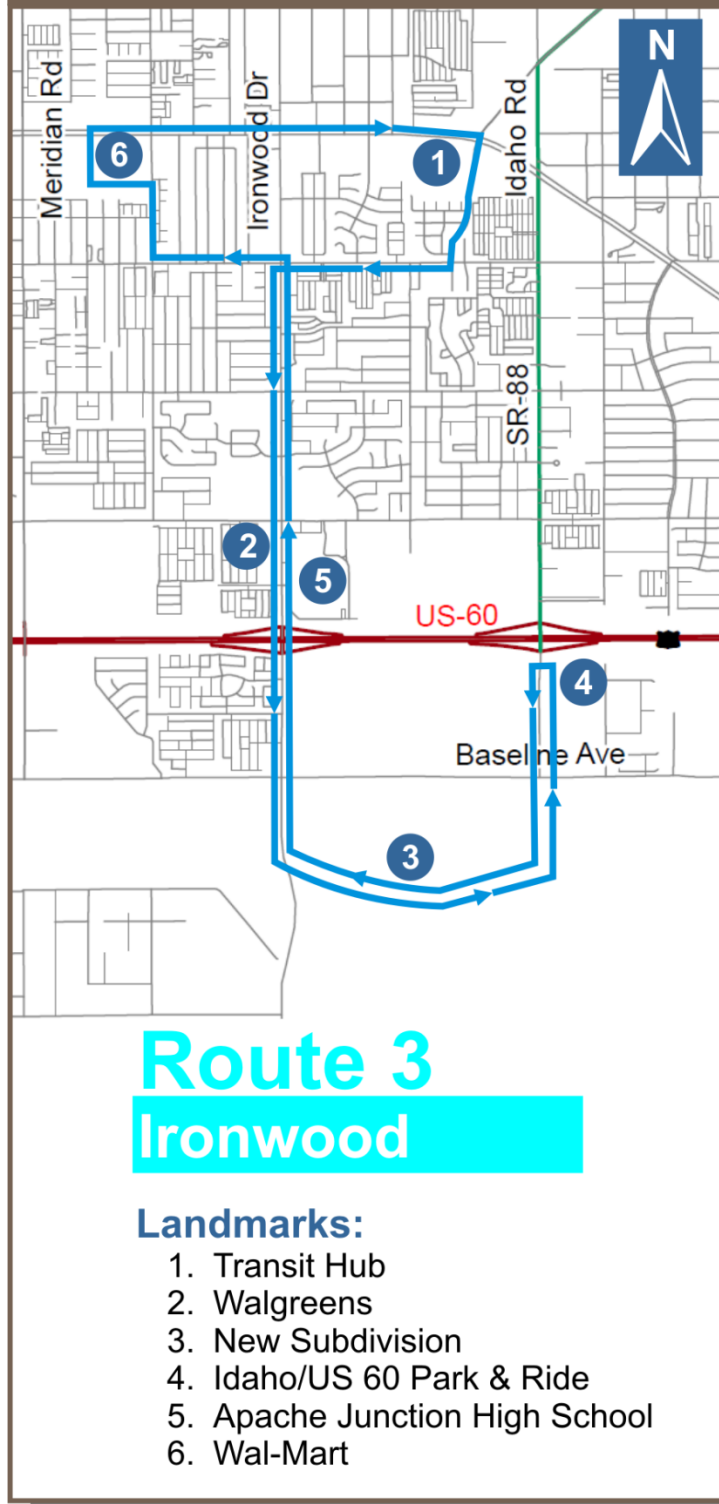 N
Meridian Rd
Ironwood Dr
Idaho Rd
6
1
SR-88
2
5
US-60
4
Baseline Ave
3
Route 3
Ironwood
Landmarks:
1. Transit Hub
2. Walgreens
3. New Subdivision
4. Idaho/US 60 Park & Ride
5. Apache Junction High School
6. Wal-Mart